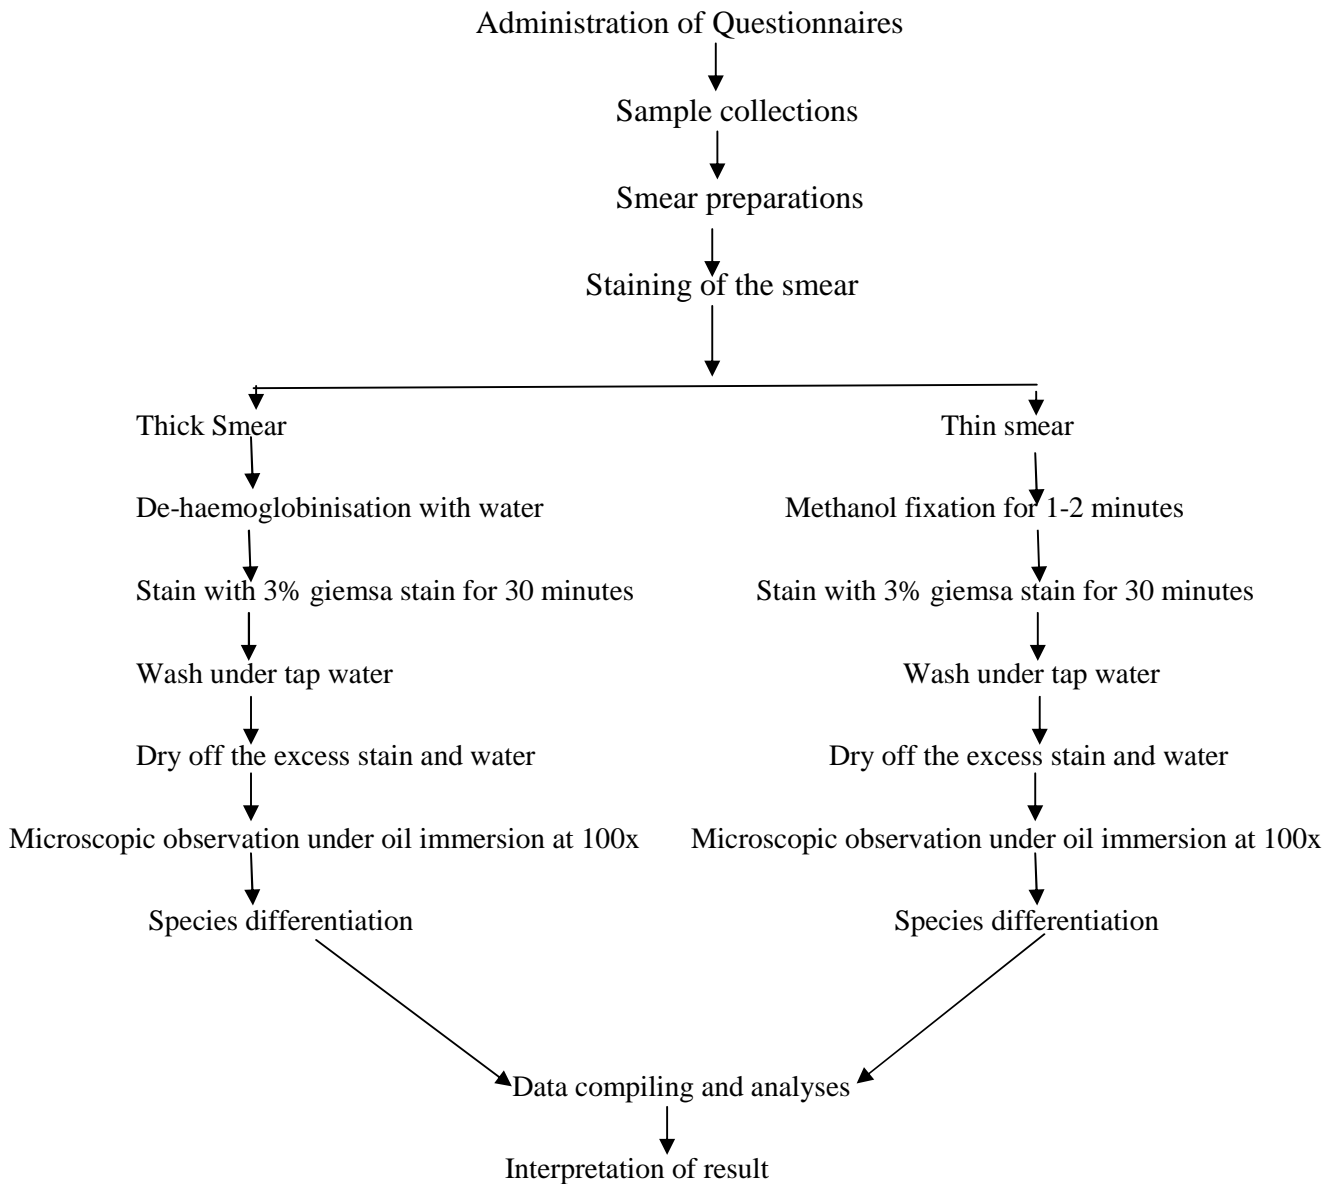 Administration of Questionnaires
Sample collections
Smear preparations
Staining of the smear
Thick Smear
Thin smear
De-haemoglobinisation with water
Methanol fixation for 1-2 minutes
Stain with 3% giemsa stain for 30 minutes
Stain with 3% giemsa stain for 30 minutes
Wash under tap water
Wash under tap water
Dry off the excess stain and water
Dry off the excess stain and water
Microscopic observation under oil immersion at 100x
Microscopic observation under oil immersion at 100x
Species differentiation
Species differentiation
Data compiling and analyses
Interpretation of result